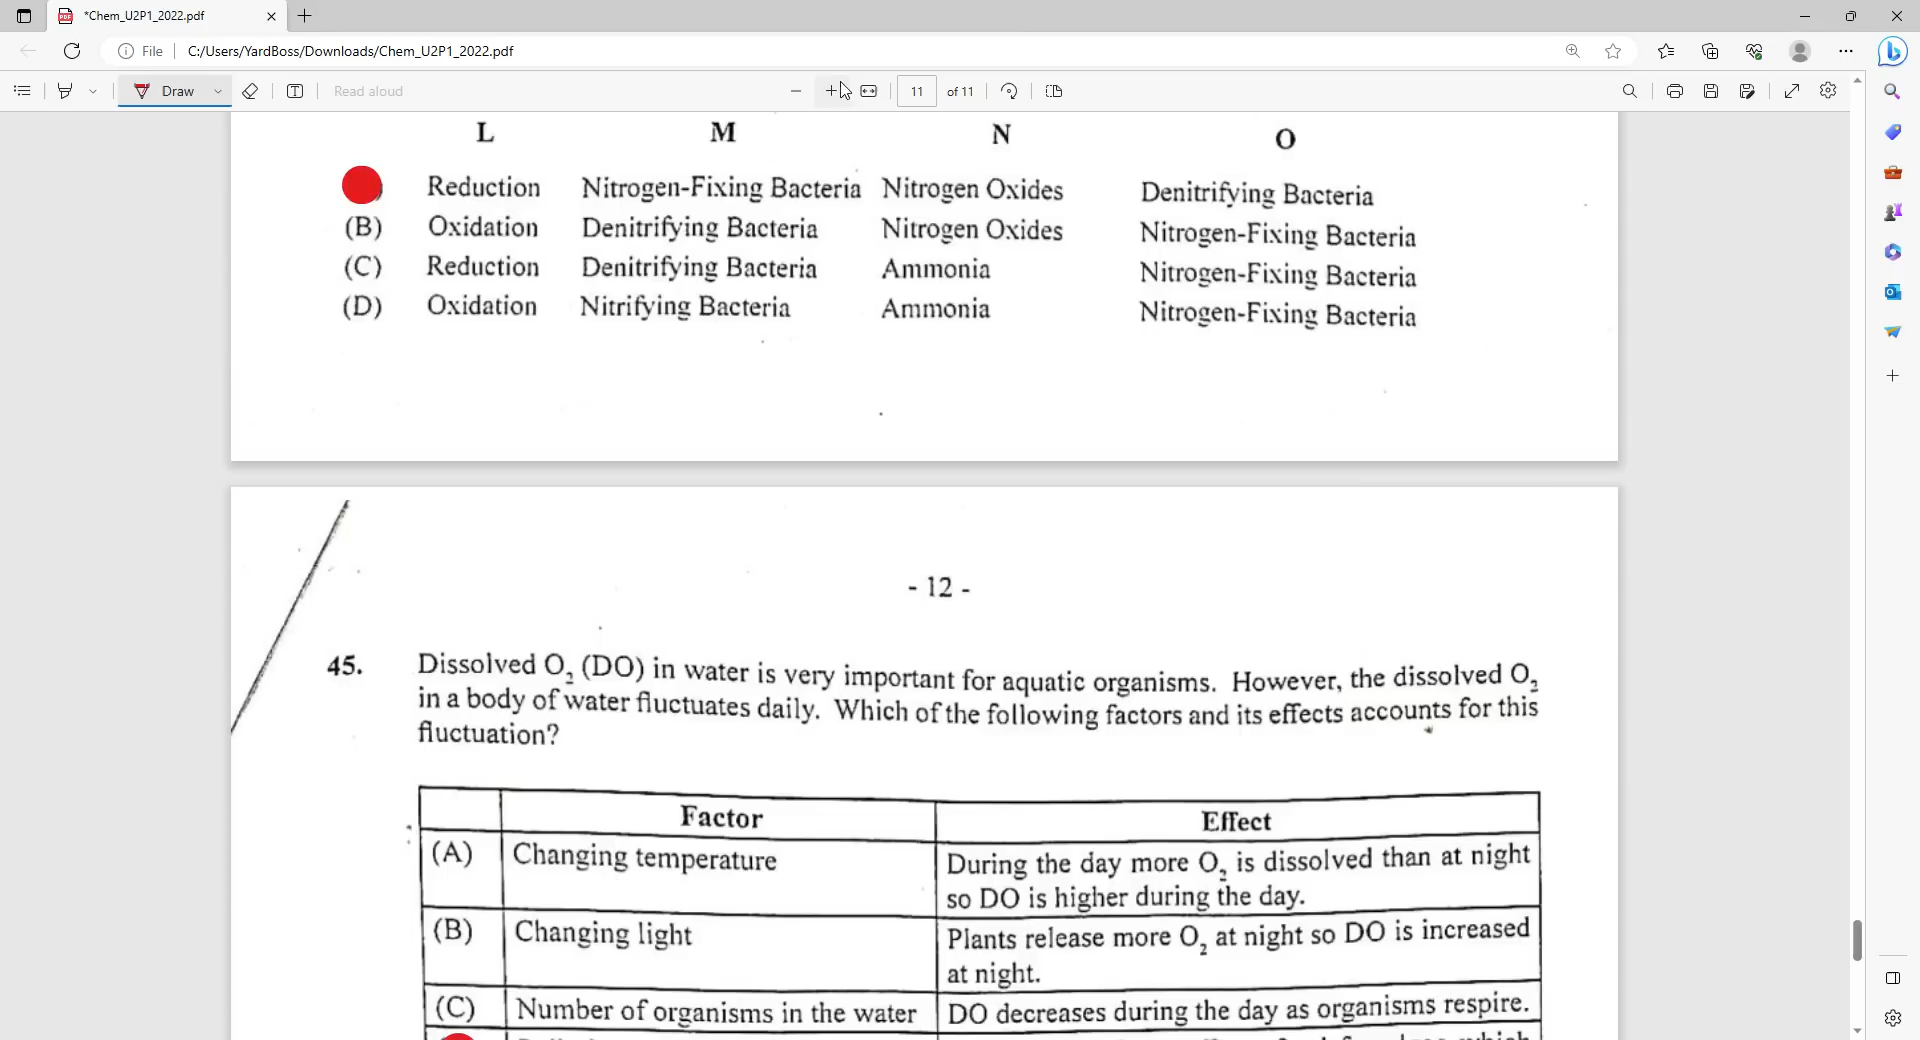 *Chem_U2P1_2022.pdf
File C:/Users/YardBoss/Downloads/Chem_U2P1_2022.pdf
Draw Read aloud 11 of 11
L M N O
Reduction Nitrogen-Fixing Bacteria Nitrogen Oxides Denitrifying Bacteria
(B) Oxidation Denitrifying Bacteria Nitrogen Oxides Nitrogen-Fixing Bacteria
(C) Reduction Denitrifying Bacteria Ammonia Nitrogen-Fixing Bacteria
(D) Oxidation Nitrifying Bacteria Ammonia Nitrogen-Fixing Bacteria
- 12 -
45. Dissolved O₂ (DO) in water is very important for aquatic organisms. However, the dissolved O₂
in a body of water fluctuates daily. Which of the following factors and its effects accounts for this
fluctuation?
Factor Effect
(A) Changing temperature During the day more O₂ is dissolved than at night
so DO is higher during the day.
(B) Changing light Plants release more O₂ at night so DO is increased
at night.
(C) Number of organisms in the water DO decreases during the day as organisms respire.